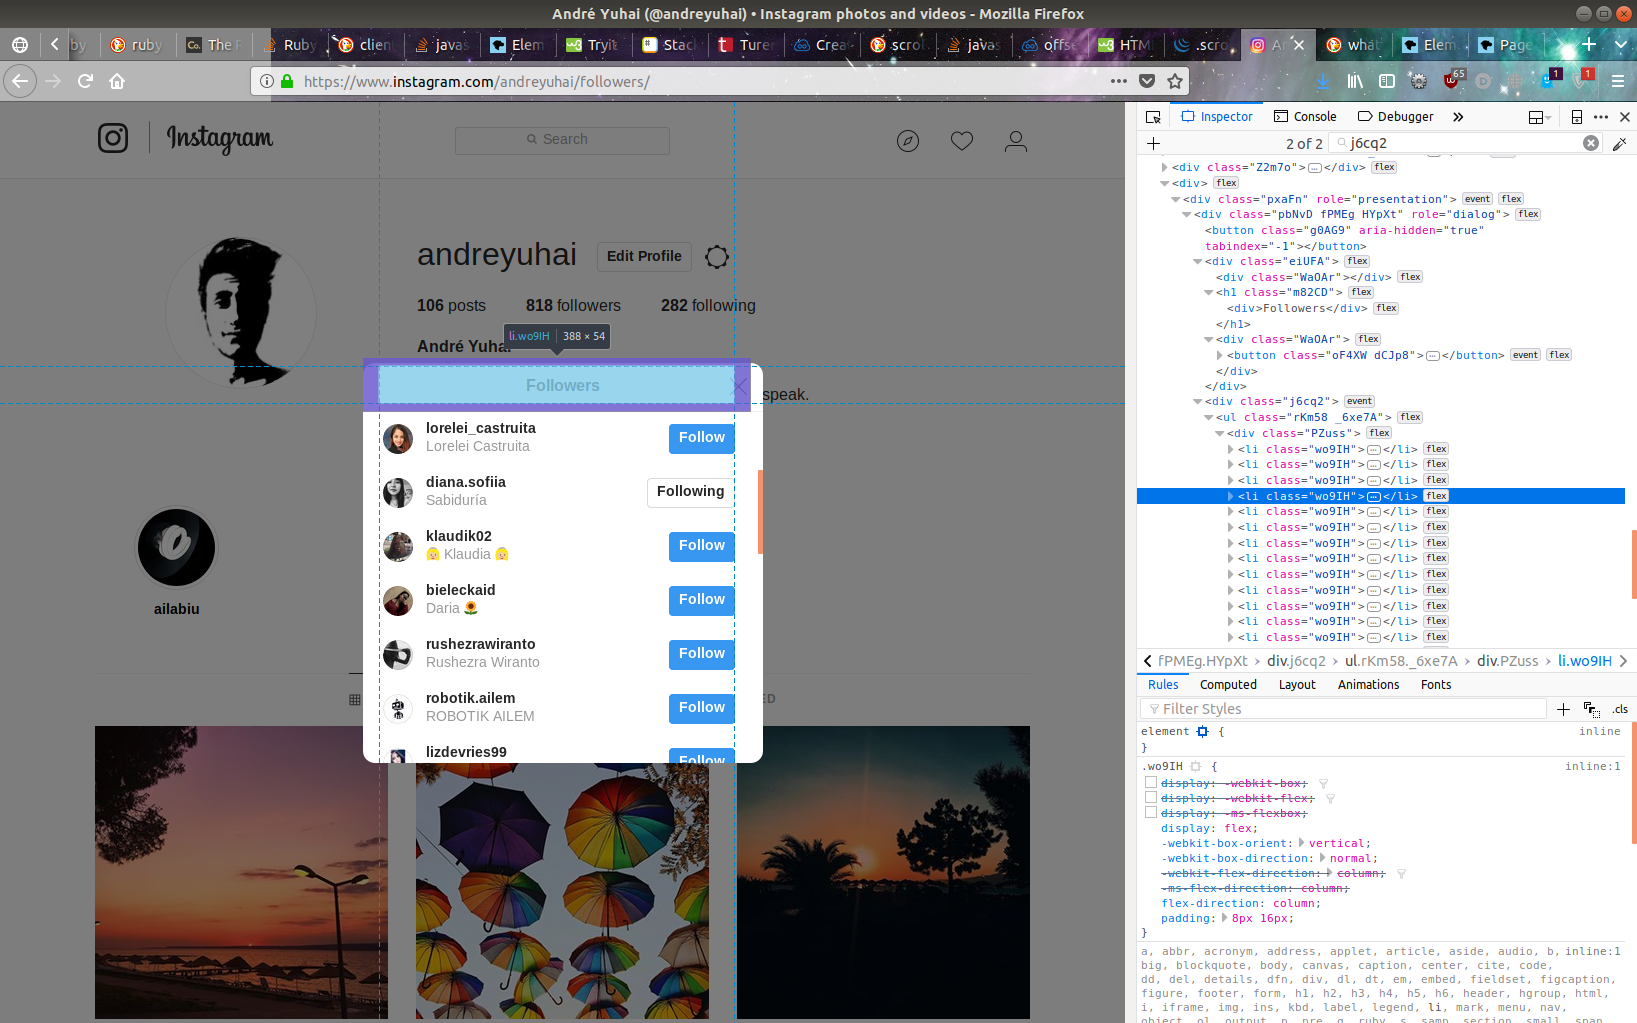 André Yuhai (@andreyuhai) • Instagram photos and videos - Mozilla Firefox
by ruby The R Ruby clien javas Elem Tryit Stack Turen Crea scrol javas offse HTM .scro what Elem Page
https://www.instagram.com/andreyuhai/followers/
65 1 1
Instagram
Search
andreyuhai Edit Profile
106 posts 818 followers 282 following
li.wo9IH 388 × 54
André Yuhai
Followers
speak.
lorelei_castruita
Lorelei Castruita
Follow
diana.sofiia
Sabiduría
Following
klaudik02
👵 Klaudia 👵
Follow
bieleckaid
Daria 🌻
Follow
rushezrawiranto
Rushezra Wiranto
Follow
robotik.ailem
ROBOTIK AILEM
Follow
lizdevries99
Follow
ailabiu
ED
Inspector Console Debugger
2 of 2 j6cq2
<div class="Z2m7o">…</div> flex
<div> flex
<div class="pxaFn" role="presentation"> event flex
<div class="pbNvD fPMEg HYpXt" role="dialog"> flex
<button class="g0AG9" aria-hidden="true"
tabindex="-1"></button>
<div class="eiUFA"> flex
<div class="WaOAr"></div> flex
<h1 class="m82CD"> flex
<div>Followers</div> flex
</h1>
<div class="WaOAr"> flex
<button class="oF4XW dCJp8">…</button> event flex
</div>
</div>
<div class="j6cq2"> event
<ul class="rKm58 _6xe7A"> flex
<div class="PZuss"> flex
<li class="wo9IH">…</li> flex
<li class="wo9IH">…</li> flex
<li class="wo9IH">…</li> flex
<li class="wo9IH">…</li> flex
<li class="wo9IH">…</li> flex
<li class="wo9IH">…</li> flex
<li class="wo9IH">…</li> flex
<li class="wo9IH">…</li> flex
<li class="wo9IH">…</li> flex
<li class="wo9IH">…</li> flex
<li class="wo9IH">…</li> flex
<li class="wo9IH">…</li> flex
<li class="wo9IH">…</li> flex
fPMEg.HYpXt › div.j6cq2 › ul.rKm58._6xe7A › div.PZuss › li.wo9IH
Rules Computed Layout Animations Fonts
Filter Styles .cls
element { inline
}
.wo9IH { inline:1
display: -webkit-box;
display: -webkit-flex;
display: -ms-flexbox;
display: flex;
-webkit-box-orient: vertical;
-webkit-box-direction: normal;
-webkit-flex-direction: column;
-ms-flex-direction: column;
flex-direction: column;
padding: 8px 16px;
}
a, abbr, acronym, address, applet, article, aside, audio, b, inline:1
big, blockquote, body, canvas, caption, center, cite, code,
dd, del, details, dfn, div, dl, dt, em, embed, fieldset, figcaption,
figure, footer, form, h1, h2, h3, h4, h5, h6, header, hgroup, html,
i, iframe, img, ins, kbd, label, legend, li, mark, menu, nav,
object, ol, output, p, pre, q, ruby, s, samp, section, small, span,